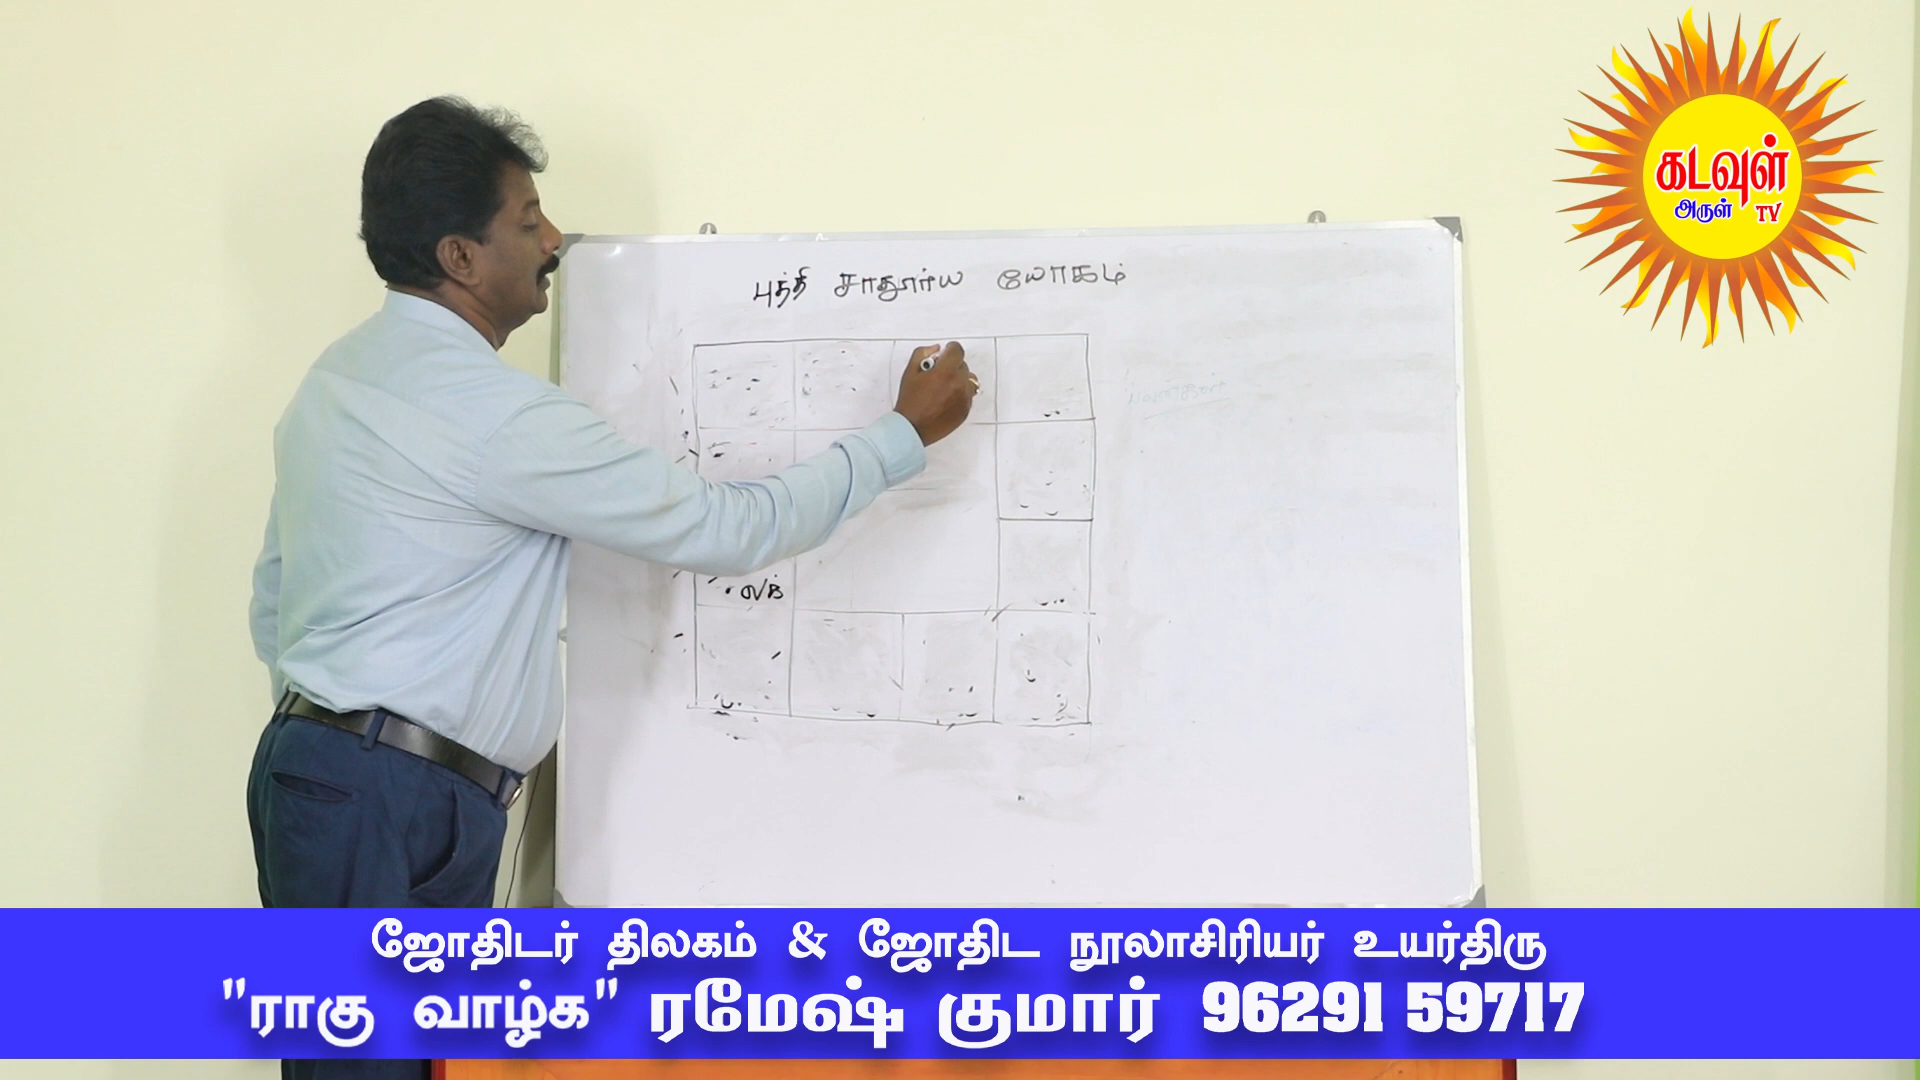 கடவுள்
அருள் TV
புத்தி சாதூர்ய யோகம்
ஜோதிடர் திலகம் & ஜோதிட நூலாசிரியர் உயர்திரு
"ராகு வாழ்க" ரமேஷ் குமார் 96291 59717